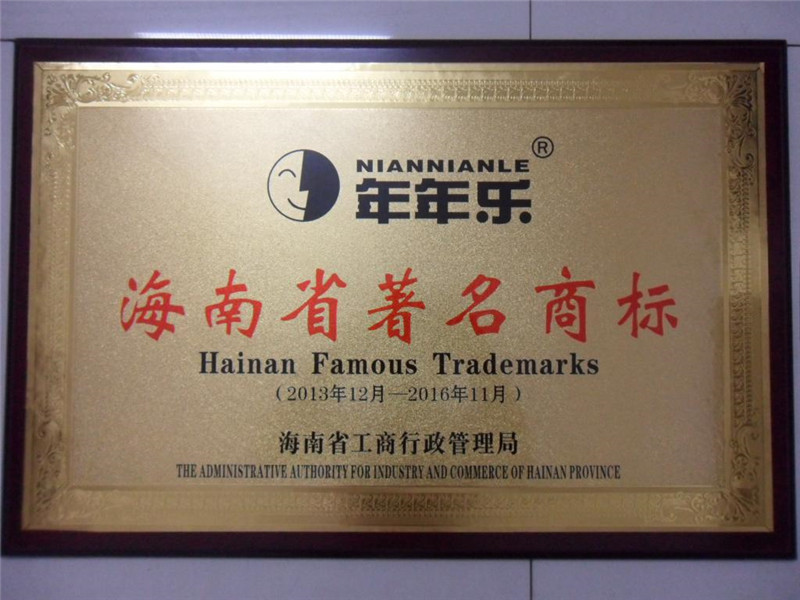 NIANNIANLE®
年年乐
海南省著名商标
Hainan Famous Trademarks
（2013年12月—2016年11月）
海南省工商行政管理局
THE ADMINISTRATIVE AUTHORITY FOR INDUSTRY AND COMMERCE OF HAINAN PROVINCE